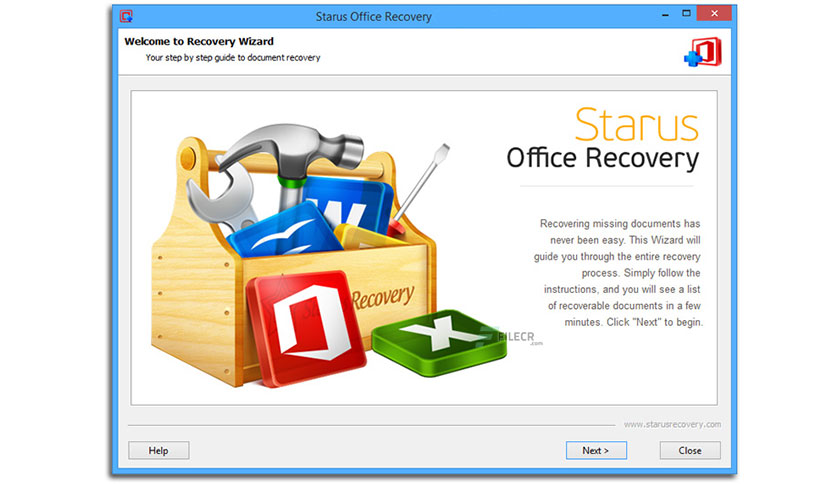 Starus Office Recovery
Welcome to Recovery Wizard
Your step by step guide to document recovery
Starus
Office Recovery
Recovering missing documents has
never been easy. This Wizard will
guide you through the entire recovery
process. Simply follow the
instructions, and you will see a list
of recoverable documents in a few
minutes. Click "Next" to begin.
W
Recovery
X
FILECR
.com
www.starusrecovery.com
Help
Next >
Close